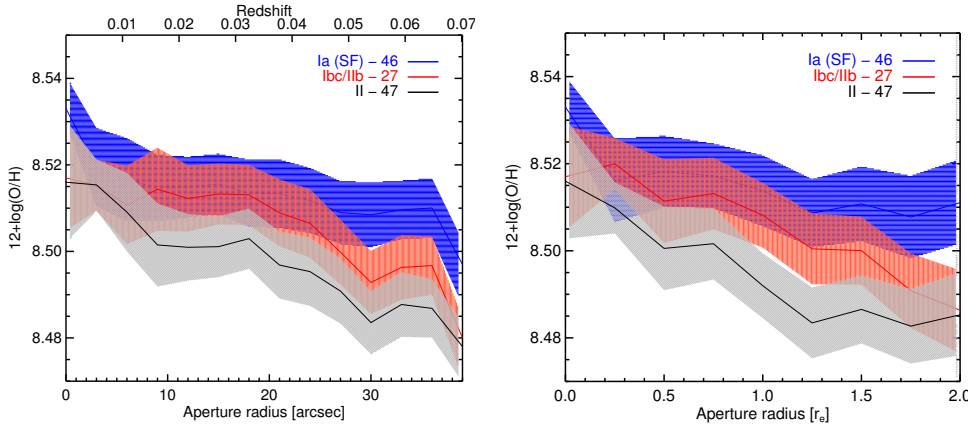 Redshift
0.01 0.02 0.03 0.04 0.05 0.06 0.07
Ia (SF) – 46
Ibc/IIb – 27
II – 47
8.54
8.52
8.50
8.48
12+log(O/H)
0 10 20 30
Aperture radius [arcsec]
Ia (SF) – 46
Ibc/IIb – 27
II – 47
8.54
8.52
8.50
8.48
12+log(O/H)
0.0 0.5 1.0 1.5 2.0
Aperture radius [re]